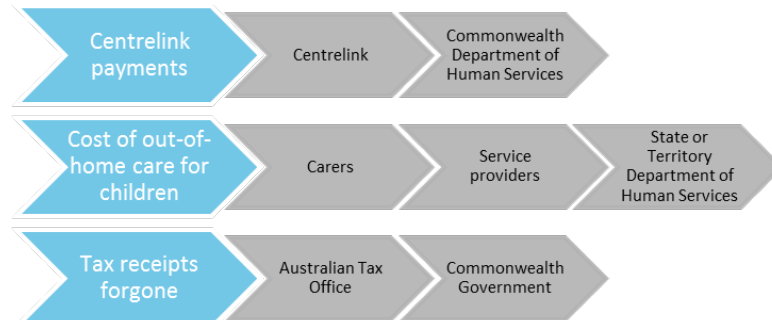 Centrelink
payments
Centrelink
Commonwealth
Department of
Human Services
Cost of out-of-
home care for
children
Carers
Service
providers
State or
Territory
Department of
Human Services
Tax receipts
forgone
Australian Tax
Office
Commonwealth
Government